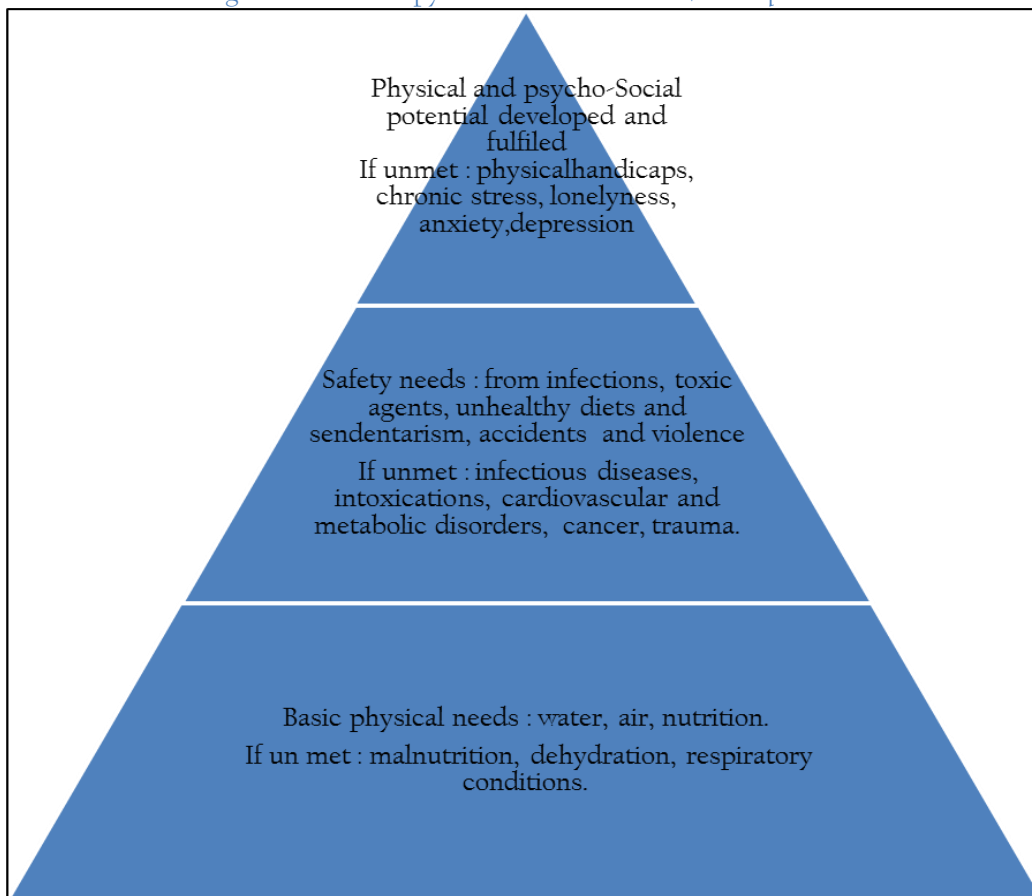 Physical and psycho-Social
potential developed and
fulfiled
If unmet : physicalhandicaps,
chronic stress, lonelyness,
anxiety,depression
Safety needs : from infections, toxic
agents, unhealthy diets and
sendentarism, accidents and violence
If unmet : infectious diseases,
intoxications, cardiovascular and
metabolic disorders, cancer, trauma.
Basic physical needs : water, air, nutrition.
If un met : malnutrition, dehydration, respiratory
conditions.